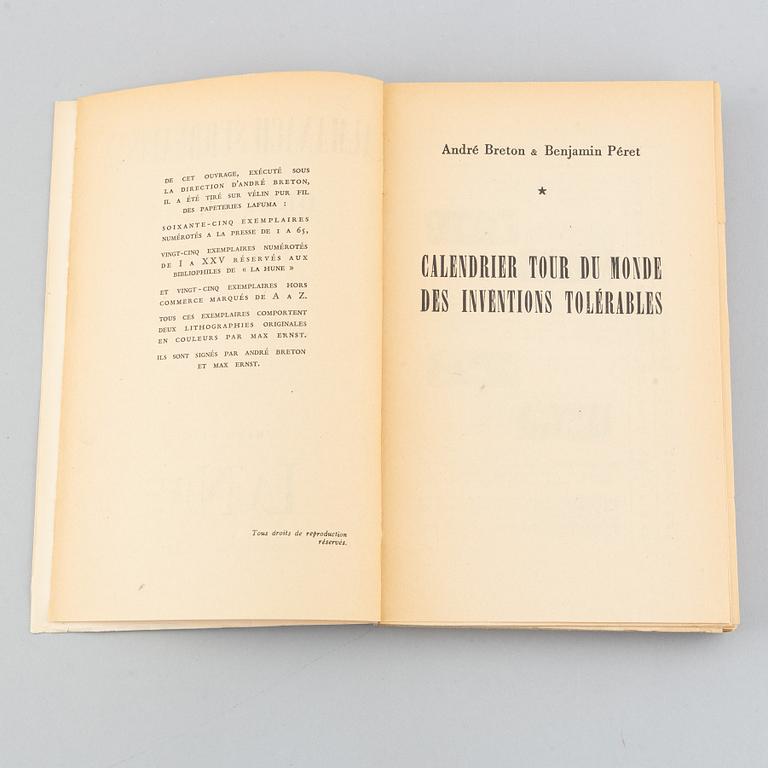 DE CET OUVRAGE, EXÉCUTÉ SOUS
LA DIRECTION D'ANDRÉ BRETON,
IL A ÉTÉ TIRÉ SUR VÉLIN PUR FIL
DES PAPETERIES LAFUMA :
SOIXANTE-CINQ EXEMPLAIRES
NUMÉROTÉS A LA PRESSE DE 1 A 65,
VINGT-CINQ EXEMPLAIRES NUMÉROTÉS
DE I A XXV RÉSERVÉS AUX
BIBLIOPHILES DE « LA HUNE »
ET VINGT-CINQ EXEMPLAIRES HORS
COMMERCE MARQUÉS DE A A Z.
TOUS CES EXEMPLAIRES COMPORTENT
DEUX LITHOGRAPHIES ORIGINALES
EN COULEURS PAR MAX ERNST.
ILS SONT SIGNÉS PAR ANDRÉ BRETON
ET MAX ERNST.
Tous droits de reproduction
réservés.
André Breton & Benjamin Péret
★
CALENDRIER TOUR DU MONDE
DES INVENTIONS TOLÉRABLES